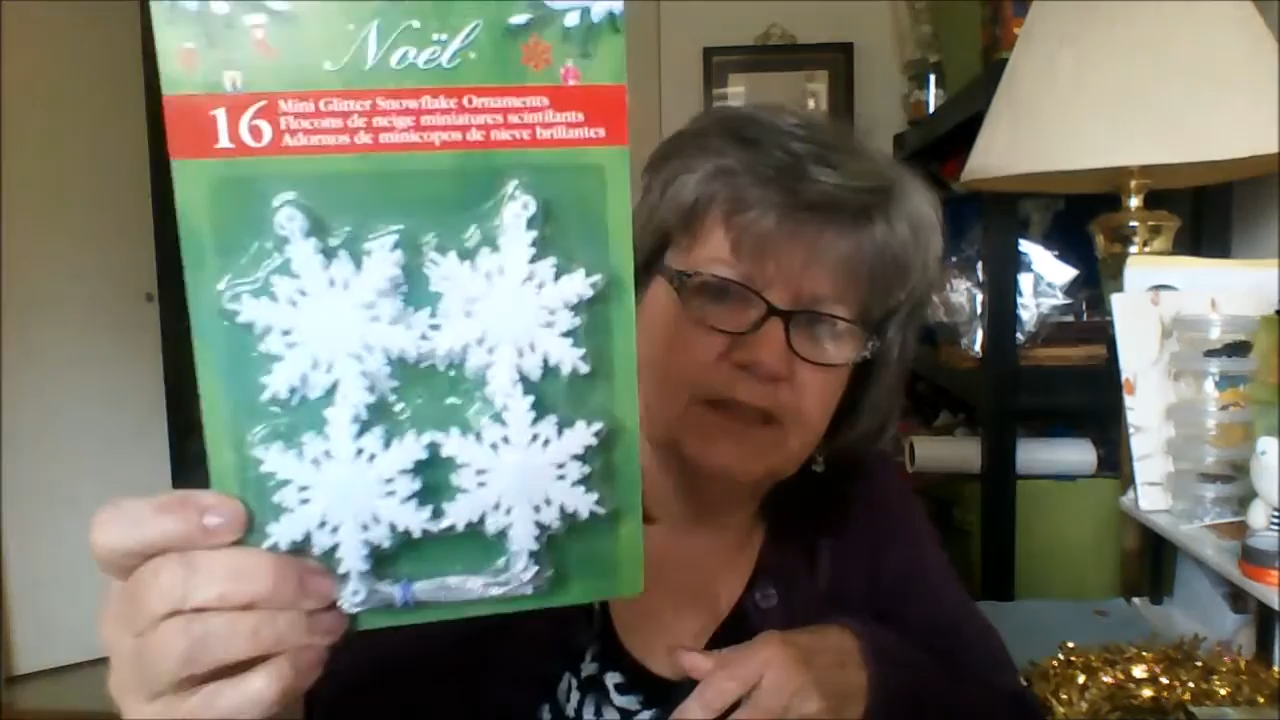 Noël
16
Mini Glitter Snowflake Ornaments
Flocons de neige miniatures scintillants
Adornos de minicopos de nieve brillantes